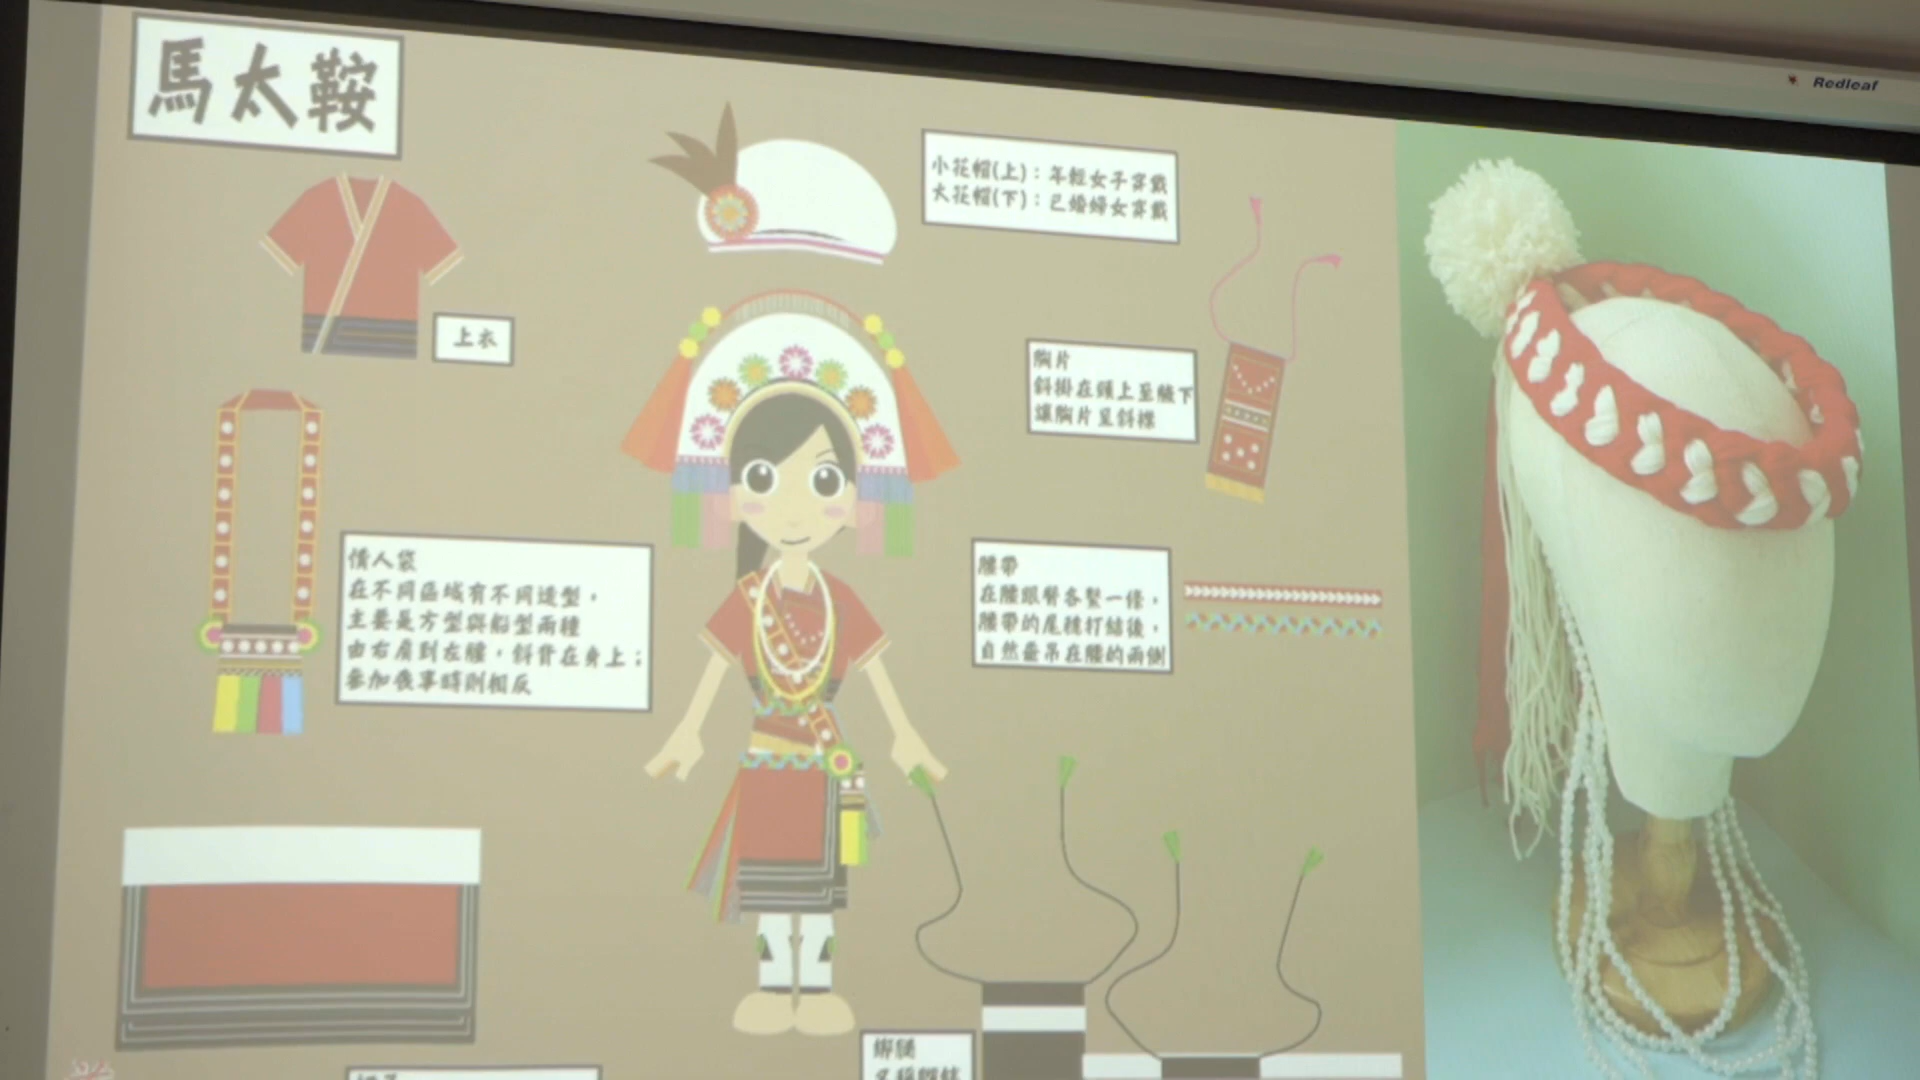 馬太鞍
Redleaf
小花帽(上)：年輕女子穿戴
大花帽(下)：已婚婦女穿戴
上衣
胸片
斜掛在頸上至腋下
讓胸片呈斜襟
情人袋
在不同區域有不同造型，
主要是方型與船型兩種
由右肩到左腰，斜背在身上；
參加喪事時則相反
腰帶
在腰跟臀各繫一條，
腰帶的尾穗打結後，
自然垂吊在腰的兩側
綁腿